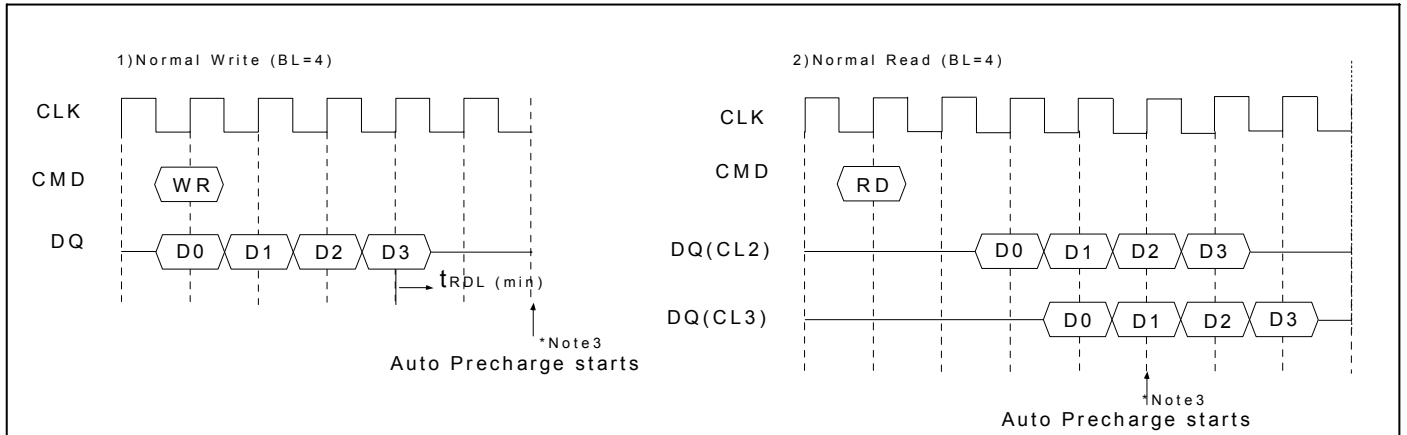 1)Normal Write (BL=4)
CLK
CMD
WR
DQ
D0 D1 D2 D3
tRDL (min)
*Note3
Auto Precharge starts
2)Normal Read (BL=4)
CLK
CMD
RD
DQ(CL2)
D0 D1 D2 D3
DQ(CL3)
D0 D1 D2 D3
*Note3
Auto Precharge starts